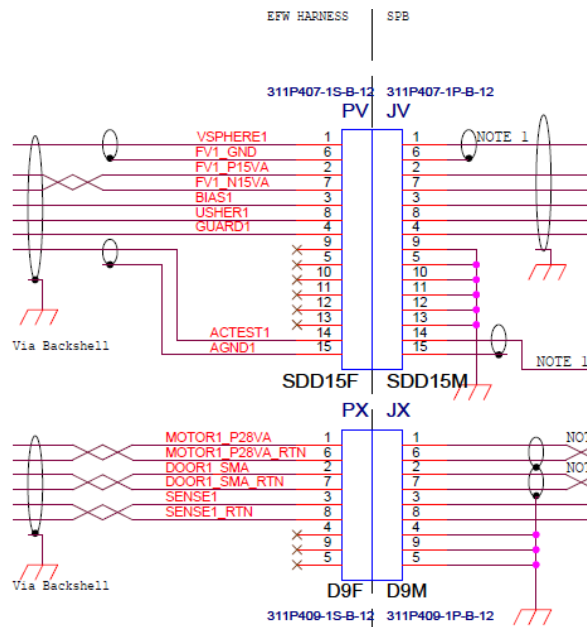 EFW HARNESS SPB
311P407-1S-B-12 311P407-1P-B-12
PV JV
VSPHERE1 1 1 NOTE 1
FV1_GND 6 6
FV1_P15VA 2 2
FV1_N15VA 7 7
BIAS1 3 3
USHER1 8 8
GUARD1 4 4
9 9
5 5
10 10
11 11
12 12
13 13
ACTEST1 14 14
AGND1 15 15
Via Backshell NOTE 1
SDD15F SDD15M
PX JX
MOTOR1_P28VA 1 1 NOT
MOTOR1_P28VA_RTN 6 6
DOOR1_SMA 2 2 NOT
DOOR1_SMA_RTN 7 7
SENSE1 3 3
SENSE1_RTN 8 8
4 4
9 9
5 5
Via Backshell
D9F D9M
311P409-1S-B-12 311P409-1P-B-12